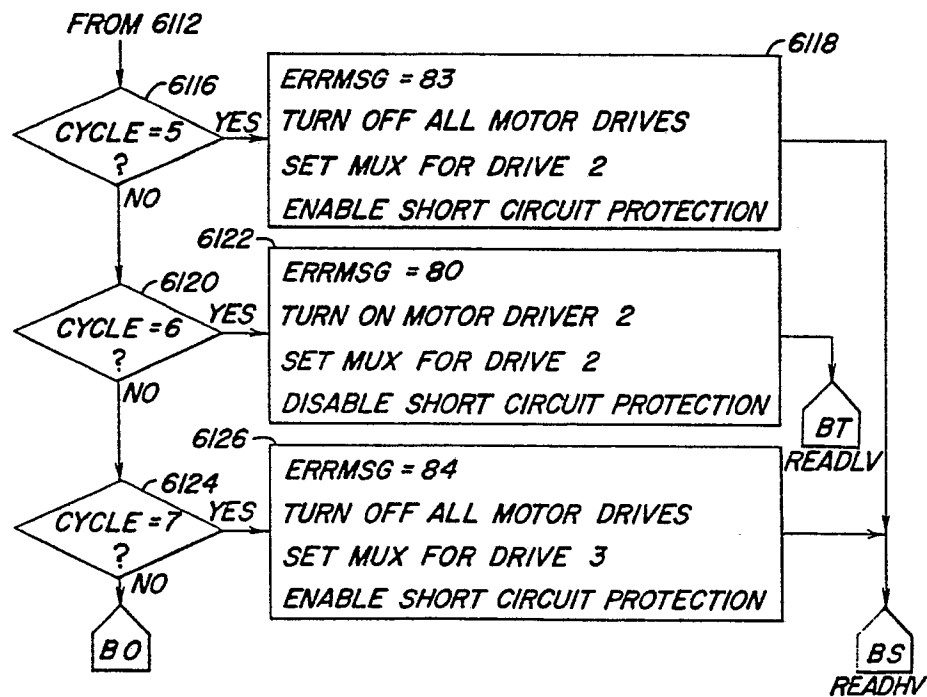 FROM 6112
6116
CYCLE = 5
?
YES
NO
6118
ERRMSG = 83
TURN OFF ALL MOTOR DRIVES
SET MUX FOR DRIVE 2
ENABLE SHORT CIRCUIT PROTECTION
6120
CYCLE = 6
?
YES
NO
6122
ERRMSG = 80
TURN ON MOTOR DRIVER 2
SET MUX FOR DRIVE 2
DISABLE SHORT CIRCUIT PROTECTION
BT
READLV
6124
CYCLE = 7
?
YES
NO
6126
ERRMSG = 84
TURN OFF ALL MOTOR DRIVES
SET MUX FOR DRIVE 3
ENABLE SHORT CIRCUIT PROTECTION
BO
BS
READHV